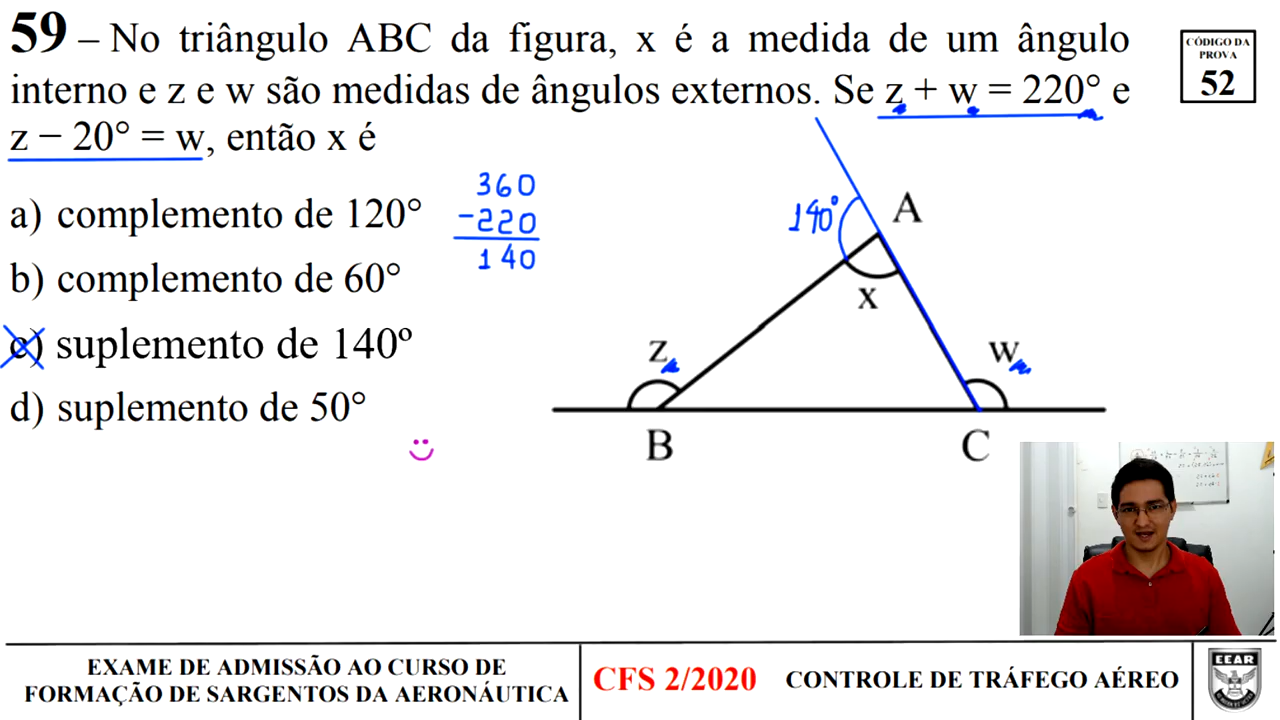 59 – No triângulo ABC da figura, x é a medida de um ângulo
interno e z e w são medidas de ângulos externos. Se z + w = 220° e
z − 20° = w, então x é
CÓDIGO DA
PROVA
52
a) complemento de 120°
b) complemento de 60°
c) suplemento de 140º
d) suplemento de 50°
360
-220
140
140°
A
x
z
w
B
C
EXAME DE ADMISSÃO AO CURSO DE
FORMAÇÃO DE SARGENTOS DA AERONÁUTICA
CFS 2/2020
CONTROLE DE TRÁFEGO AÉREO
EEAR